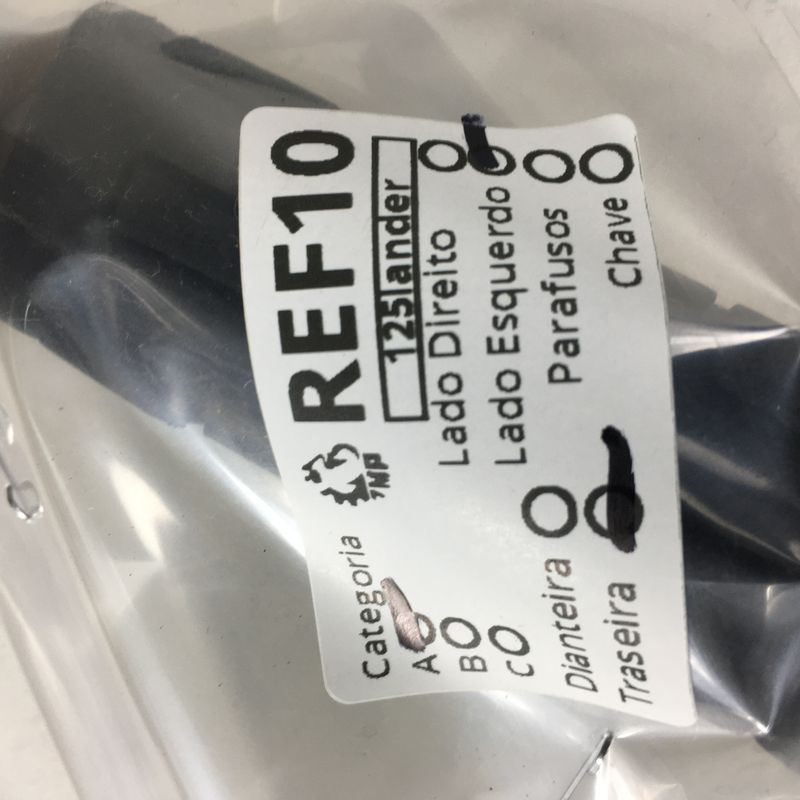 REF10
125lander
Lado Direito
Lado Esquerdo
Parafusos
Chave
Categoria
A
B
C
Dianteira
Traseira